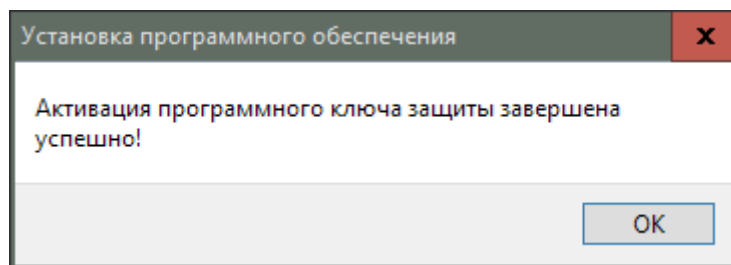 Установка программного обеспечения
Активация программного ключа защиты завершена
успешно!
OK